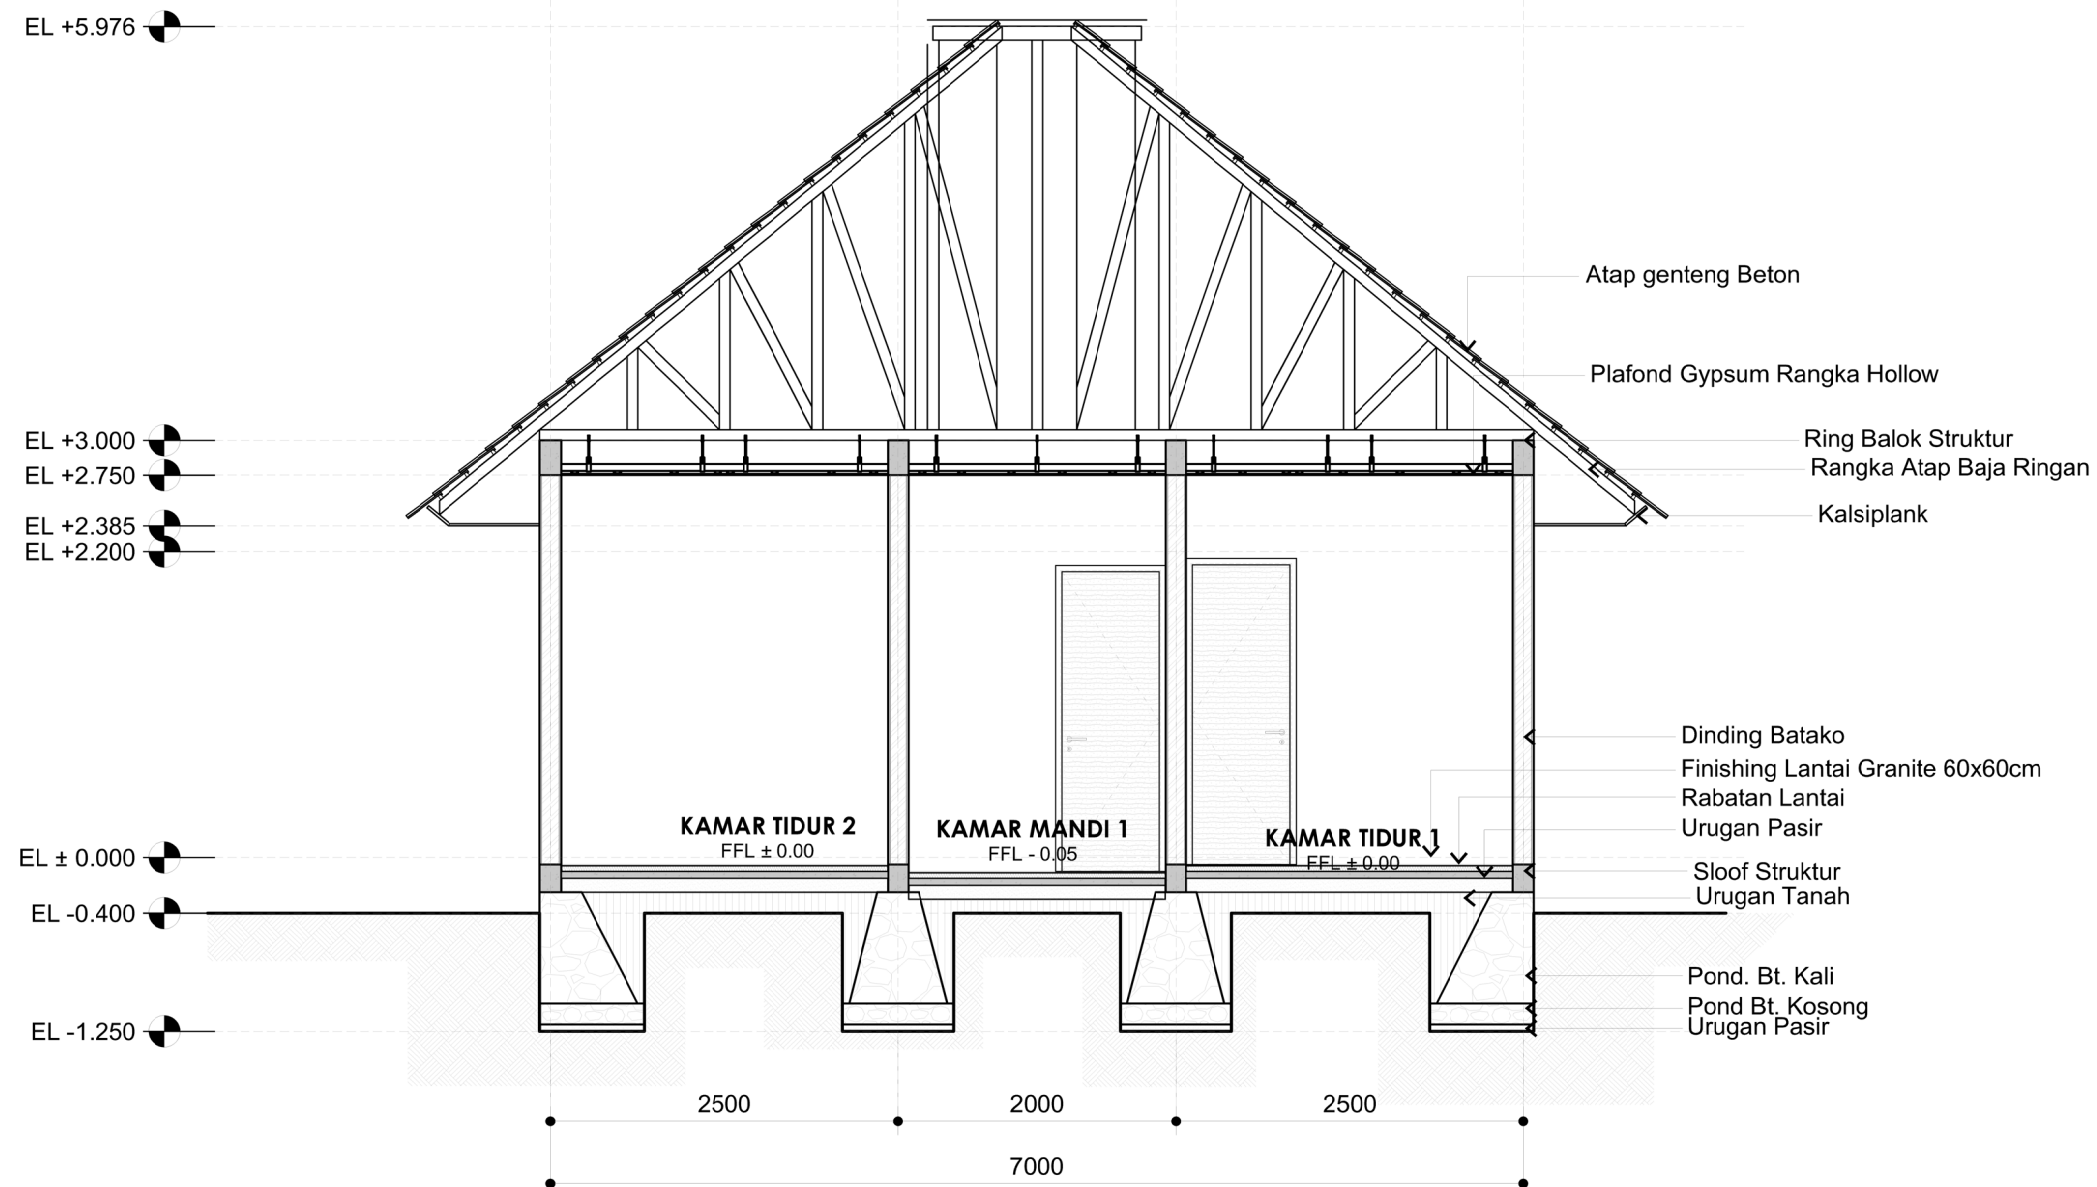 EL +5.976
Atap genteng Beton
Plafond Gypsum Rangka Hollow
EL +3.000
Ring Balok Struktur
EL +2.750
Rangka Atap Baja Ringan
EL +2.385
Kalsiplank
EL +2.200
Dinding Batako
Finishing Lantai Granite 60x60cm
Rabatan Lantai
Urugan Pasir
KAMAR TIDUR 2
FFL ± 0.00
KAMAR MANDI 1
FFL - 0.05
KAMAR TIDUR 1
FFL ± 0.00
EL ± 0.000
Sloof Struktur
Urugan Tanah
EL -0.400
Pond. Bt. Kali
Pond Bt. Kosong
Urugan Pasir
EL -1.250
2500 2000 2500
7000